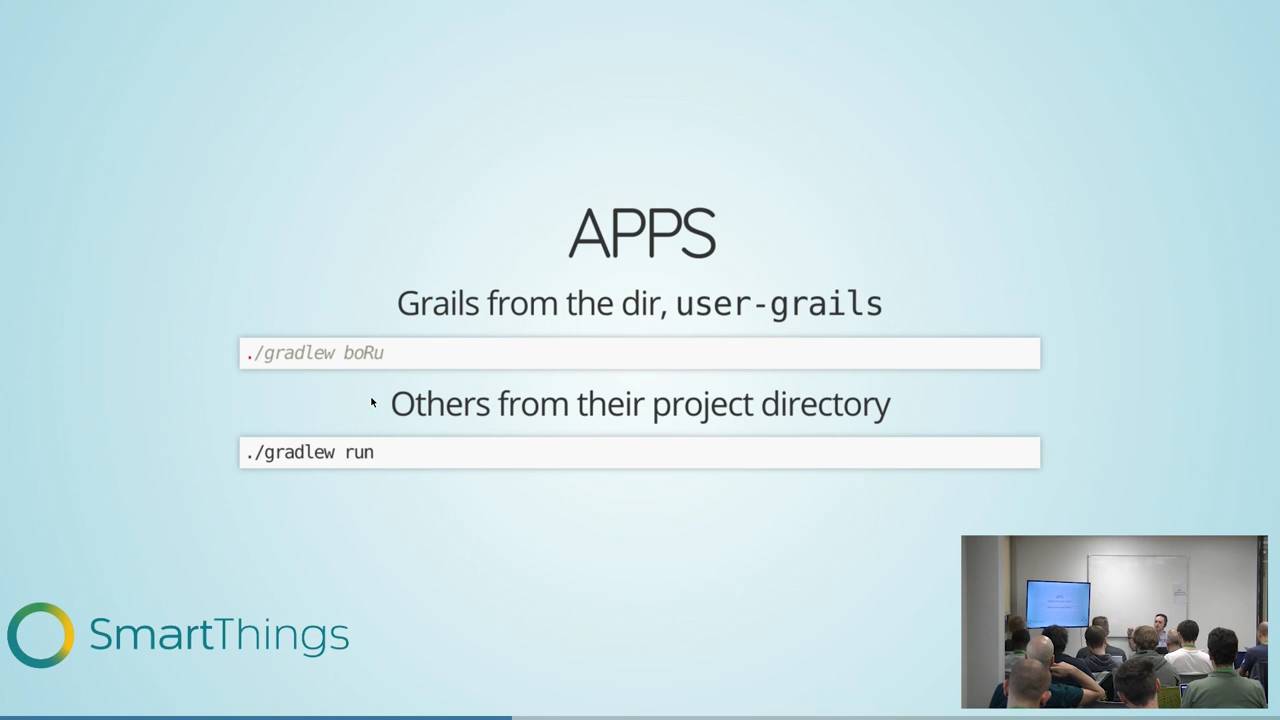 APPS
Grails from the dir, user-grails
./gradlew boRu
Others from their project directory
./gradlew run
SmartThings